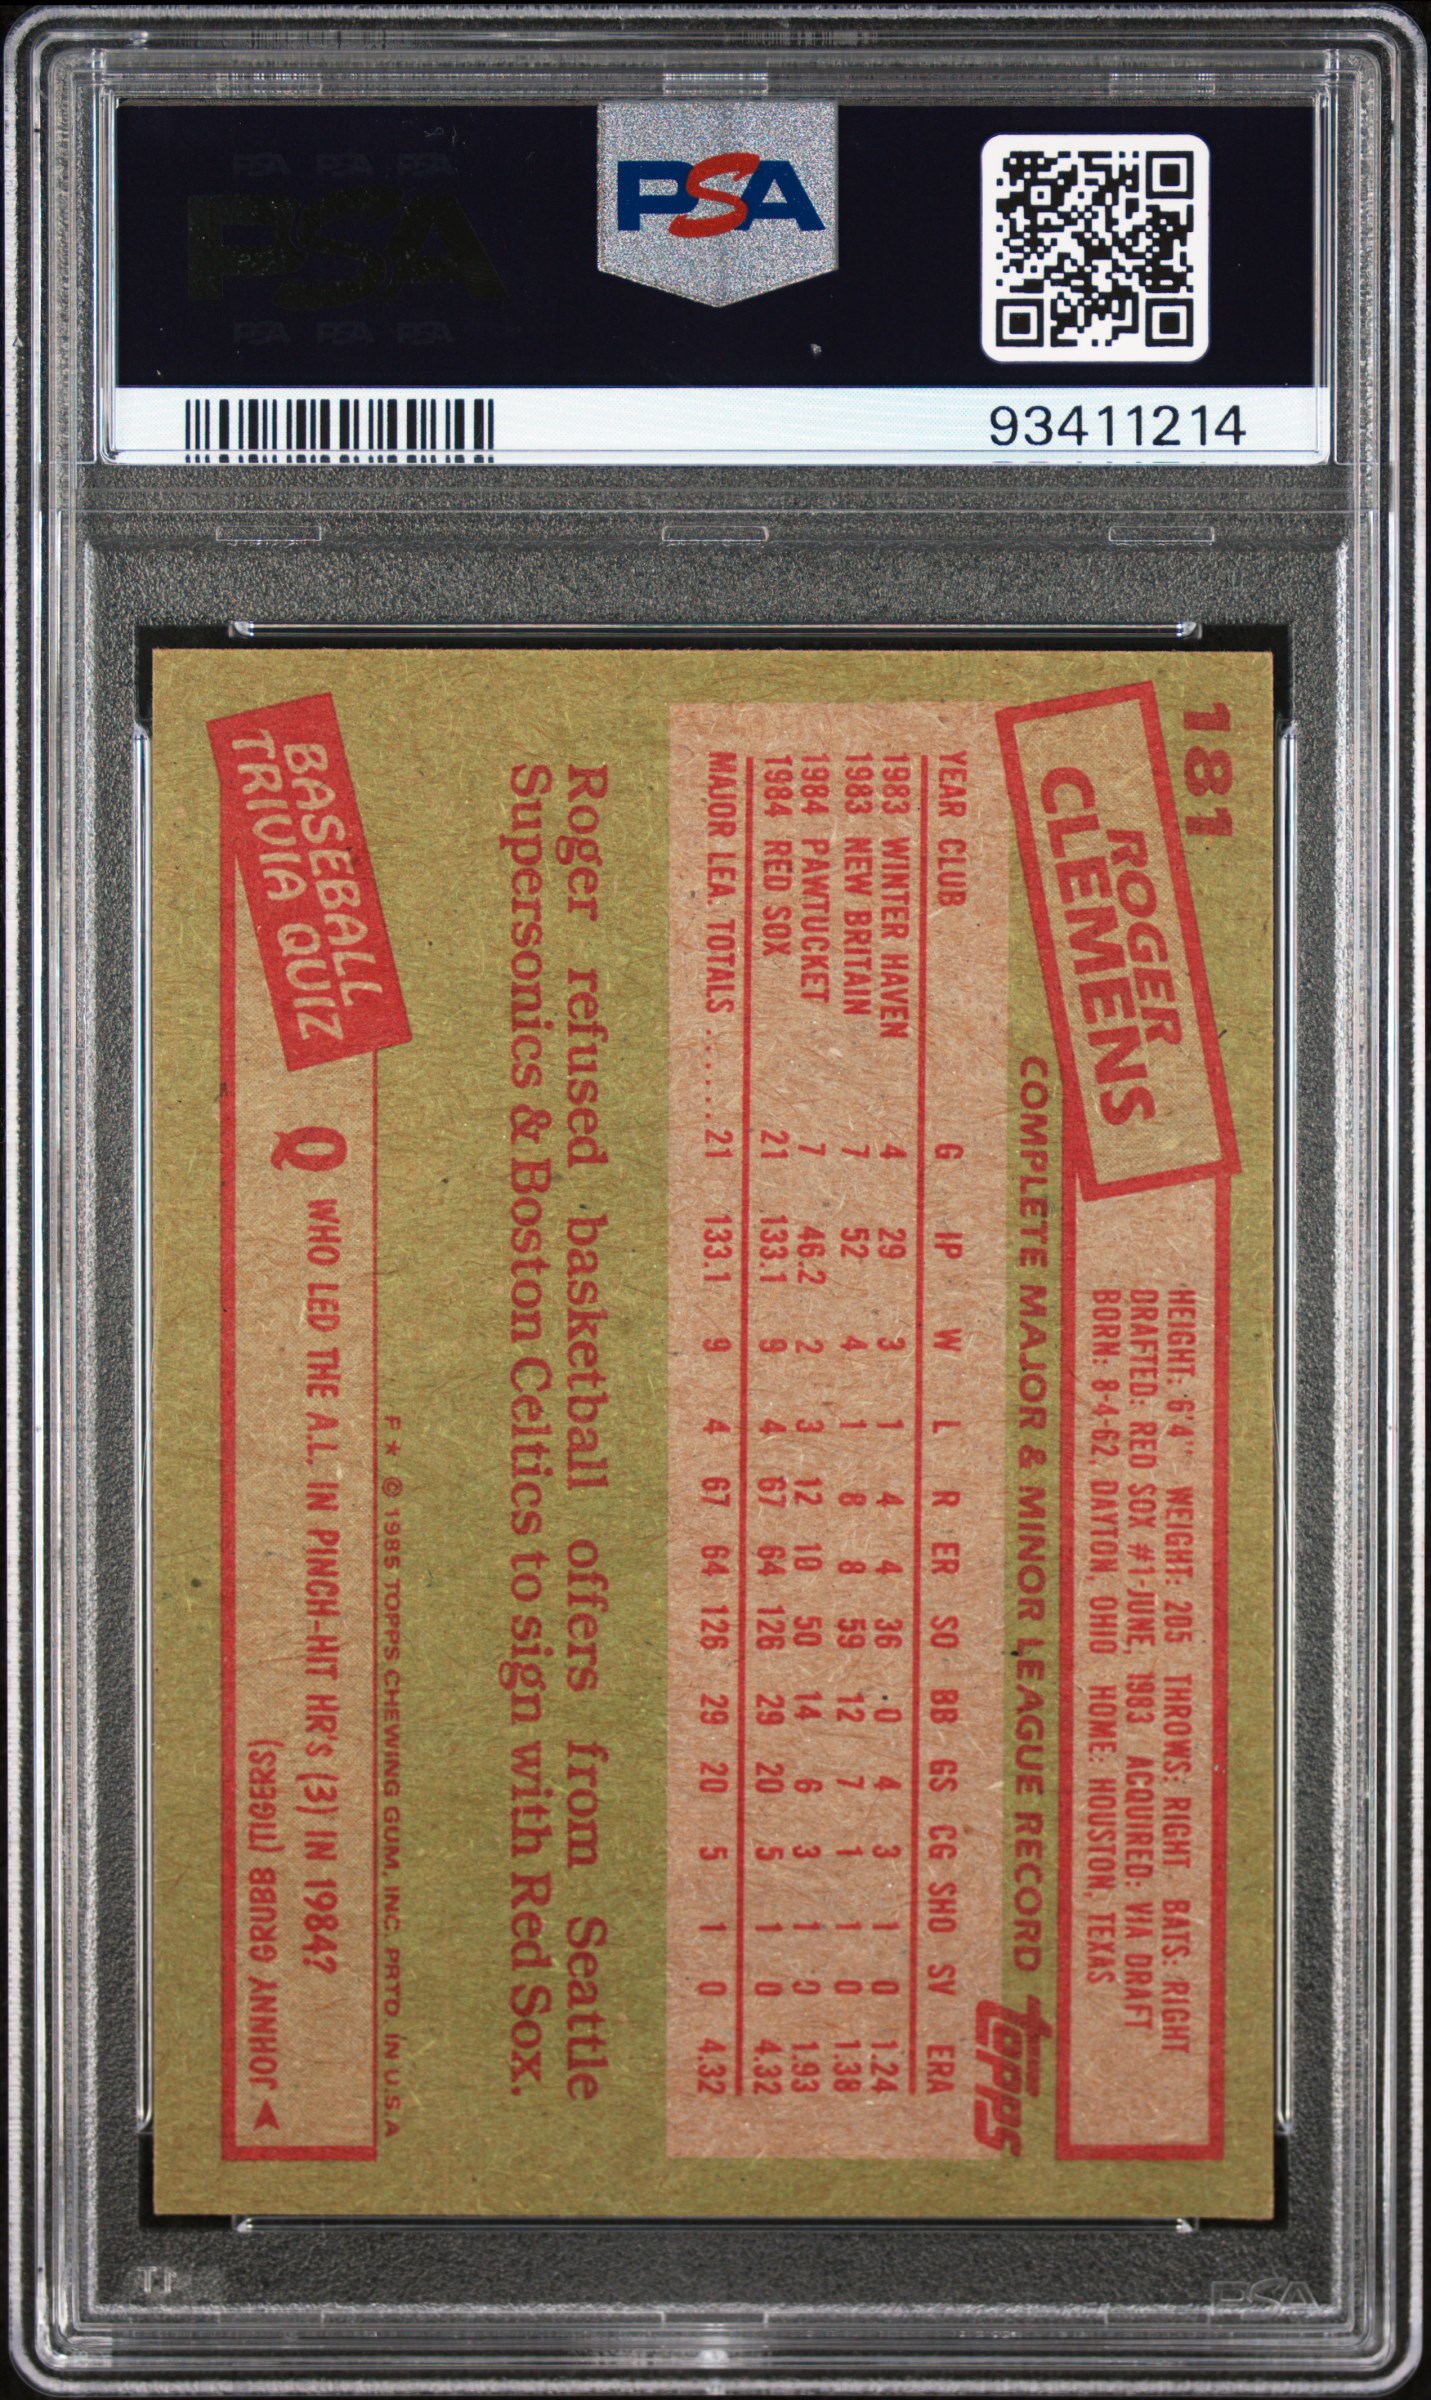 PSA
PSA PSA PSA
PSA
PSA PSA PSA
93411214
181
ROGER
CLEMENS
HEIGHT: 6'4" WEIGHT: 205 THROWS: RIGHT BATS: RIGHT
DRAFTED: RED SOX #1-JUNE, 1983 ACQUIRED: VIA DRAFT
BORN: 8-4-62, DAYTON, OHIO HOME: HOUSTON, TEXAS
COMPLETE MAJOR & MINOR LEAGUE RECORD
topps
YEAR CLUB G IP W L R ER SO BB GS CG SHO SV ERA
1983 WINTER HAVEN 4 29 3 1 4 4 36 0 4 3 1 0 1.24
1983 NEW BRITAIN 7 52 4 1 8 8 59 12 7 1 1 0 1.38
1984 PAWTUCKET 7 46.2 2 3 12 10 50 14 6 3 1 0 1.93
1984 RED SOX 21 133.1 9 4 67 64 126 29 20 5 1 0 4.32
MAJOR LEA. TOTALS ...... 21 133.1 9 4 67 64 126 29 20 5 1 0 4.32
Roger refused basketball offers from Seattle
Supersonics & Boston Celtics to sign with Red Sox.
F ★ © 1985 TOPPS CHEWING GUM, INC. PRTD. IN U.S.A
BASEBALL
TRIVIA QUIZ
Q WHO LED THE A.L. IN PINCH-HIT HR'S (3) IN 1984?
JOHNNY GRUBB (TIGERS)
PSA